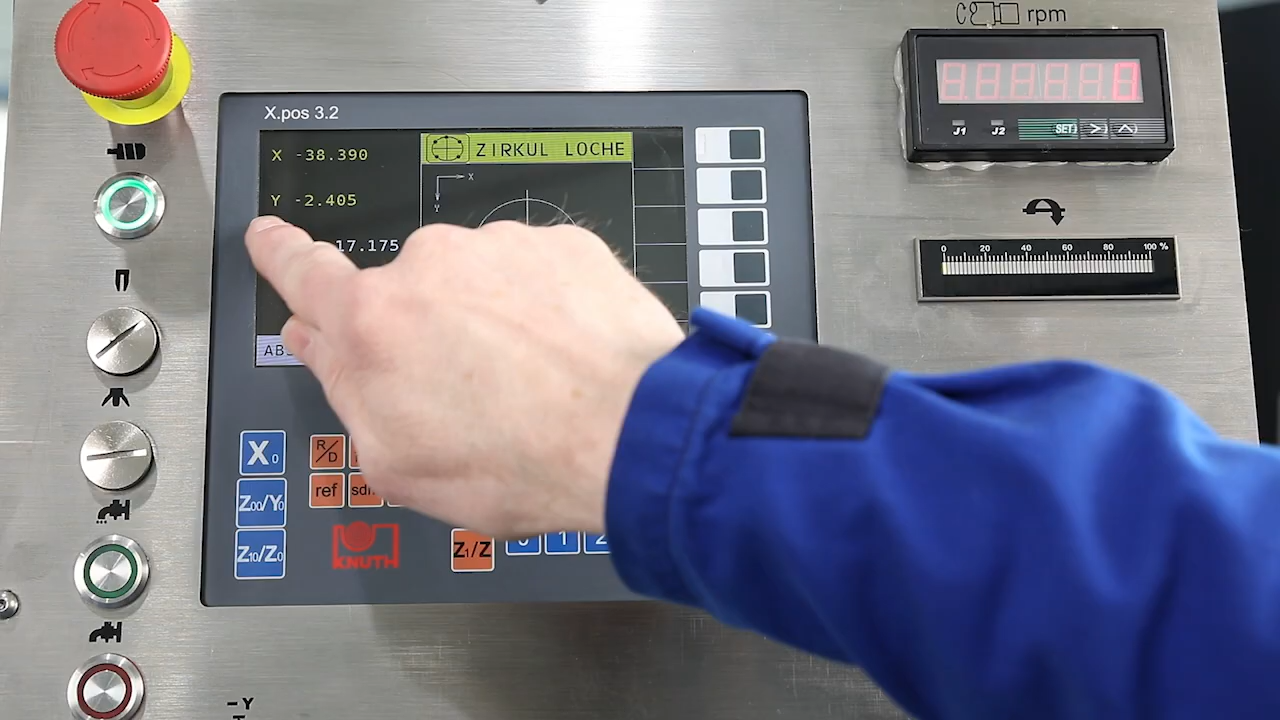 rpm
X.pos 3.2
X -38.390
ZIRKUL LOCHE
X
Y
Y -2.405
17.175
J1 J2 SET
0 20 40 60 80 100 %
X0
R/D
Z00/Y0
ref
Z10/Z0
KNUTH
Z1/Z
1
-Y